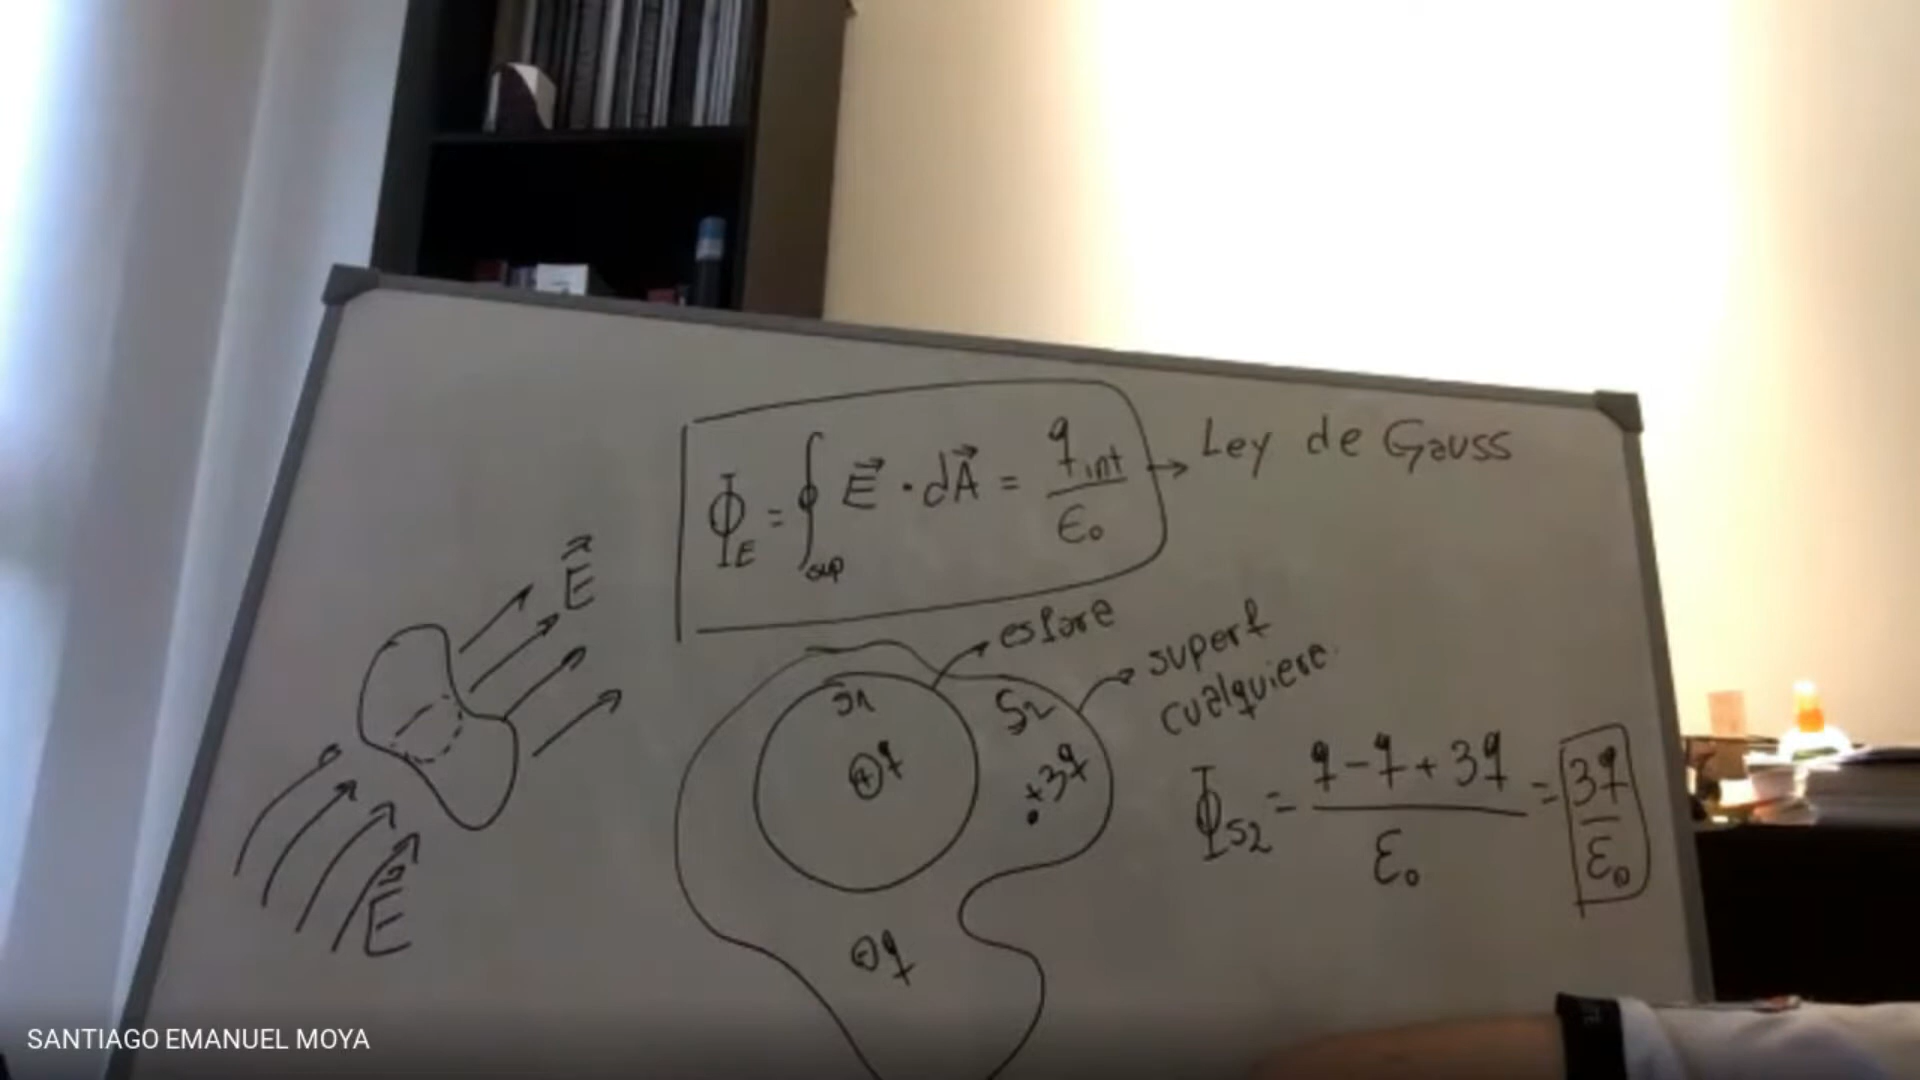 Φ_E = ∮_sup E⃗ · dA⃗ = q_int / ε₀ → Ley de Gauss
E⃗
E⃗
esfera
superf
cualquiera
S1
S2
⊕q
+3q
⊖q
Φ_S2 = (q - q + 3q) / ε₀ = 3q / ε₀
SANTIAGO EMANUEL MOYA